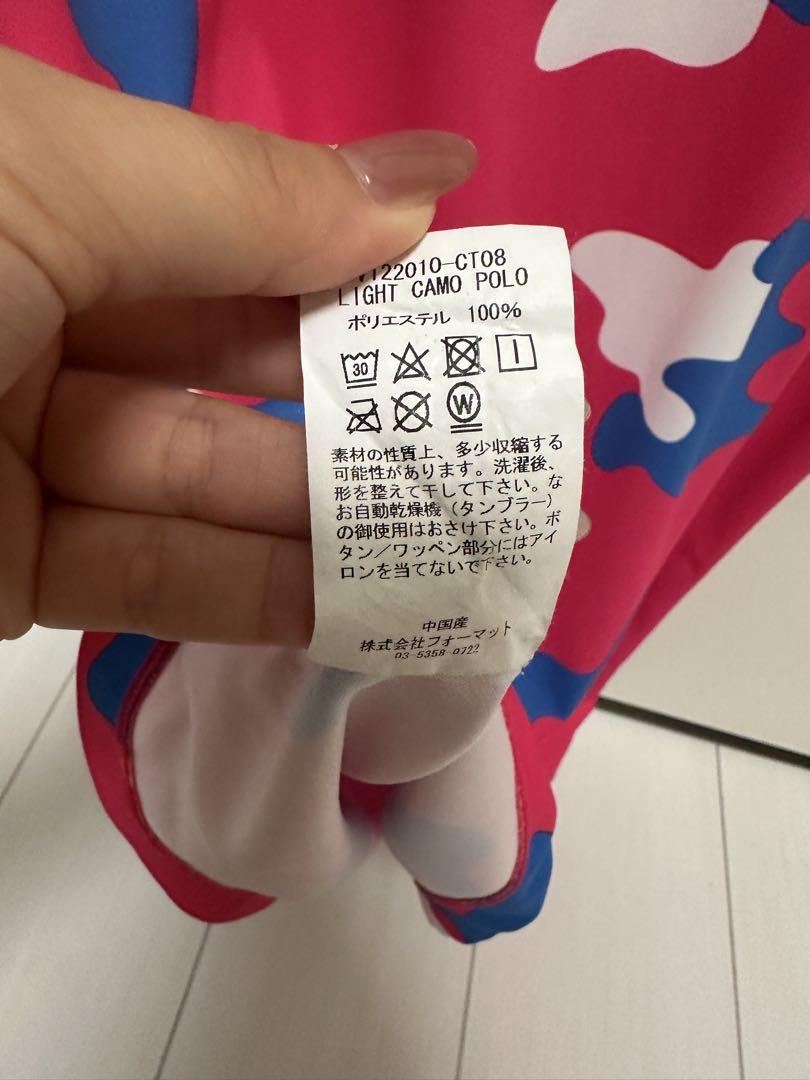 V122010-CT08
LIGHT CAMO POLO
ポリエステル 100%
30
W
素材の性質上、多少収縮する
可能性があります。洗濯後、
形を整えて干して下さい。な
お自動乾燥機(タンブラー)
の御使用はおさけ下さい。ボ
タン/ワッペン部分にはアイ
ロンを当てないで下さい。
中国産
株式会社フォーマット
03-5358-9722